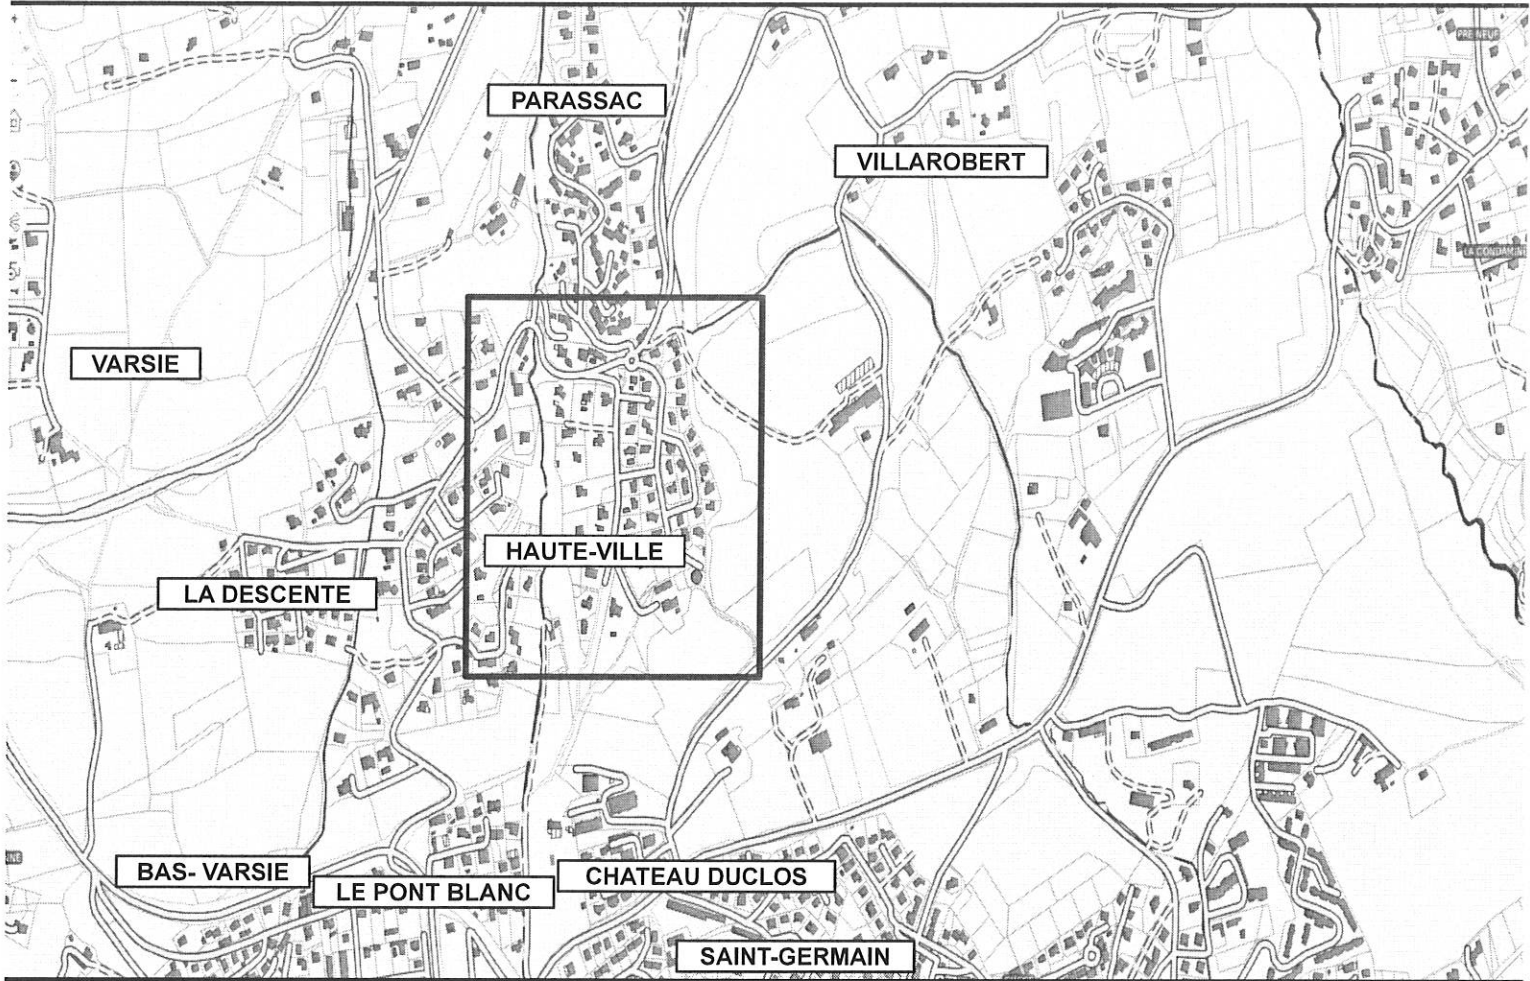 PRE NEUF
PARASSAC
VILLAROBERT
LA CONDAMINE
VARSIE
HAUTE-VILLE
LA DESCENTE
BAS- VARSIE
LE PONT BLANC
CHATEAU DUCLOS
SAINT-GERMAIN